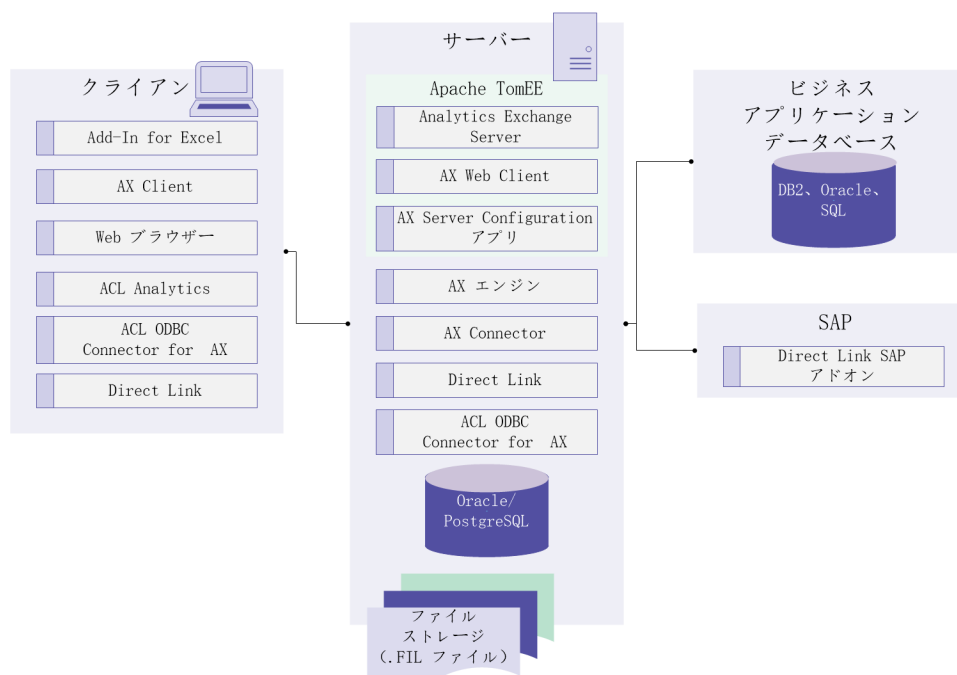 クライアン
Add-In for Excel
AX Client
Web ブラウザー
ACL Analytics
ACL ODBC
Connector for AX
Direct Link
サーバー
Apache TomEE
Analytics Exchange
Server
AX Web Client
AX Server Configuration
アプリ
AX エンジン
AX Connector
Direct Link
ACL ODBC
Connector for AX
Oracle/
PostgreSQL
ファイル
ストレージ
(.FIL ファイル)
ビジネス
アプリケーション
データベース
DB2、Oracle、
SQL
SAP
Direct Link SAP
アドオン